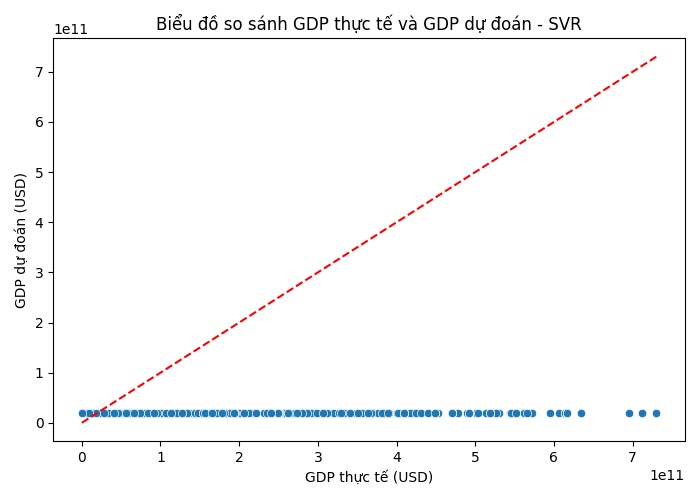 Biểu đồ so sánh GDP thực tế và GDP dự đoán - SVR
1e11
7
6
5
4
3
2
1
0
GDP dự đoán (USD)
0 1 2 3 4 5 6 7
1e11
GDP thực tế (USD)